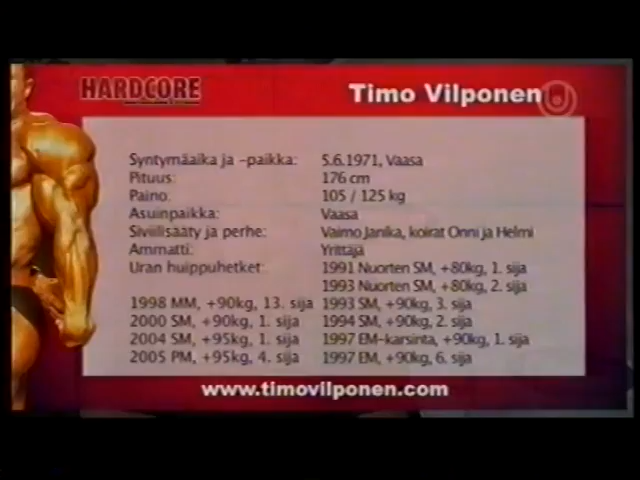 HARDCORE
Timo Vilponen
Syntymäaika ja -paikka: 5.6.1971, Vaasa
Pituus: 176 cm
Paino: 105 / 125 kg
Asuinpaikka: Vaasa
Siviilisääty ja perhe: Vaimo Janika, koirat Onni ja Helmi
Ammatti: Yrittäjä
Uran huippuhetket: 1991 Nuorten SM, +80kg, 1. sija
1993 Nuorten SM, +80kg, 2. sija
1998 MM, +90kg, 13. sija 1993 SM, +90kg, 3. sija
2000 SM, +90kg, 1. sija 1994 SM, +90kg, 2. sija
2004 SM, +95kg, 1. sija 1997 EM-karsinta, +90kg, 1. sija
2005 PM, +95kg, 4. sija 1997 EM, +90kg, 6. sija
www.timovilponen.com